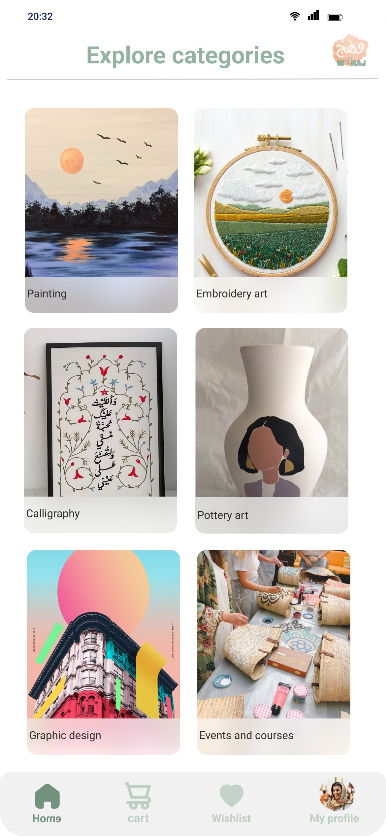 20:32
Explore categories
Painting
Embroidery art
Calligraphy
Pottery art
Graphic design
Events and courses
Home
cart
Wishlist
My profile